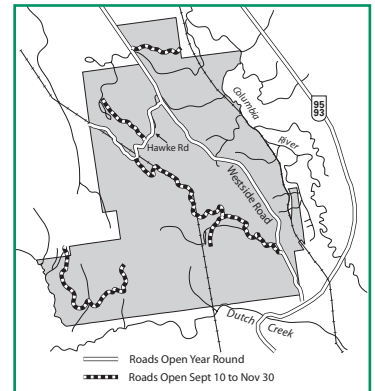 95
93
Columbia
River
Hawke Rd
Westside Road
Dutch
Creek
Roads Open Year Round
Roads Open Sept 10 to Nov 30